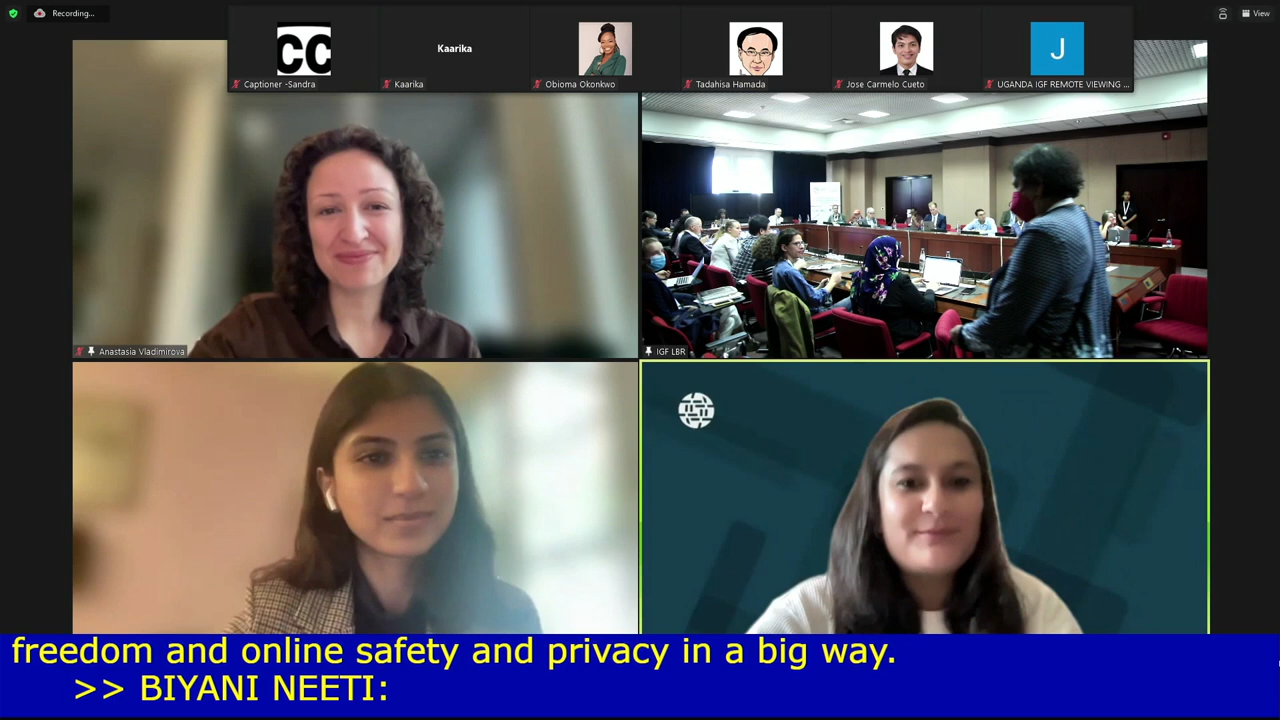 Recording...
View
CC
Kaarika
J
Captioner -Sandra
Kaarika
Obioma Okonkwo
Tadahisa Hamada
Jose Carmelo Cueto
UGANDA IGF REMOTE VIEWING ...
Anastasia Vladimirova
IGF LBR
freedom and online safety and privacy in a big way.
>> BIYANI NEETI: